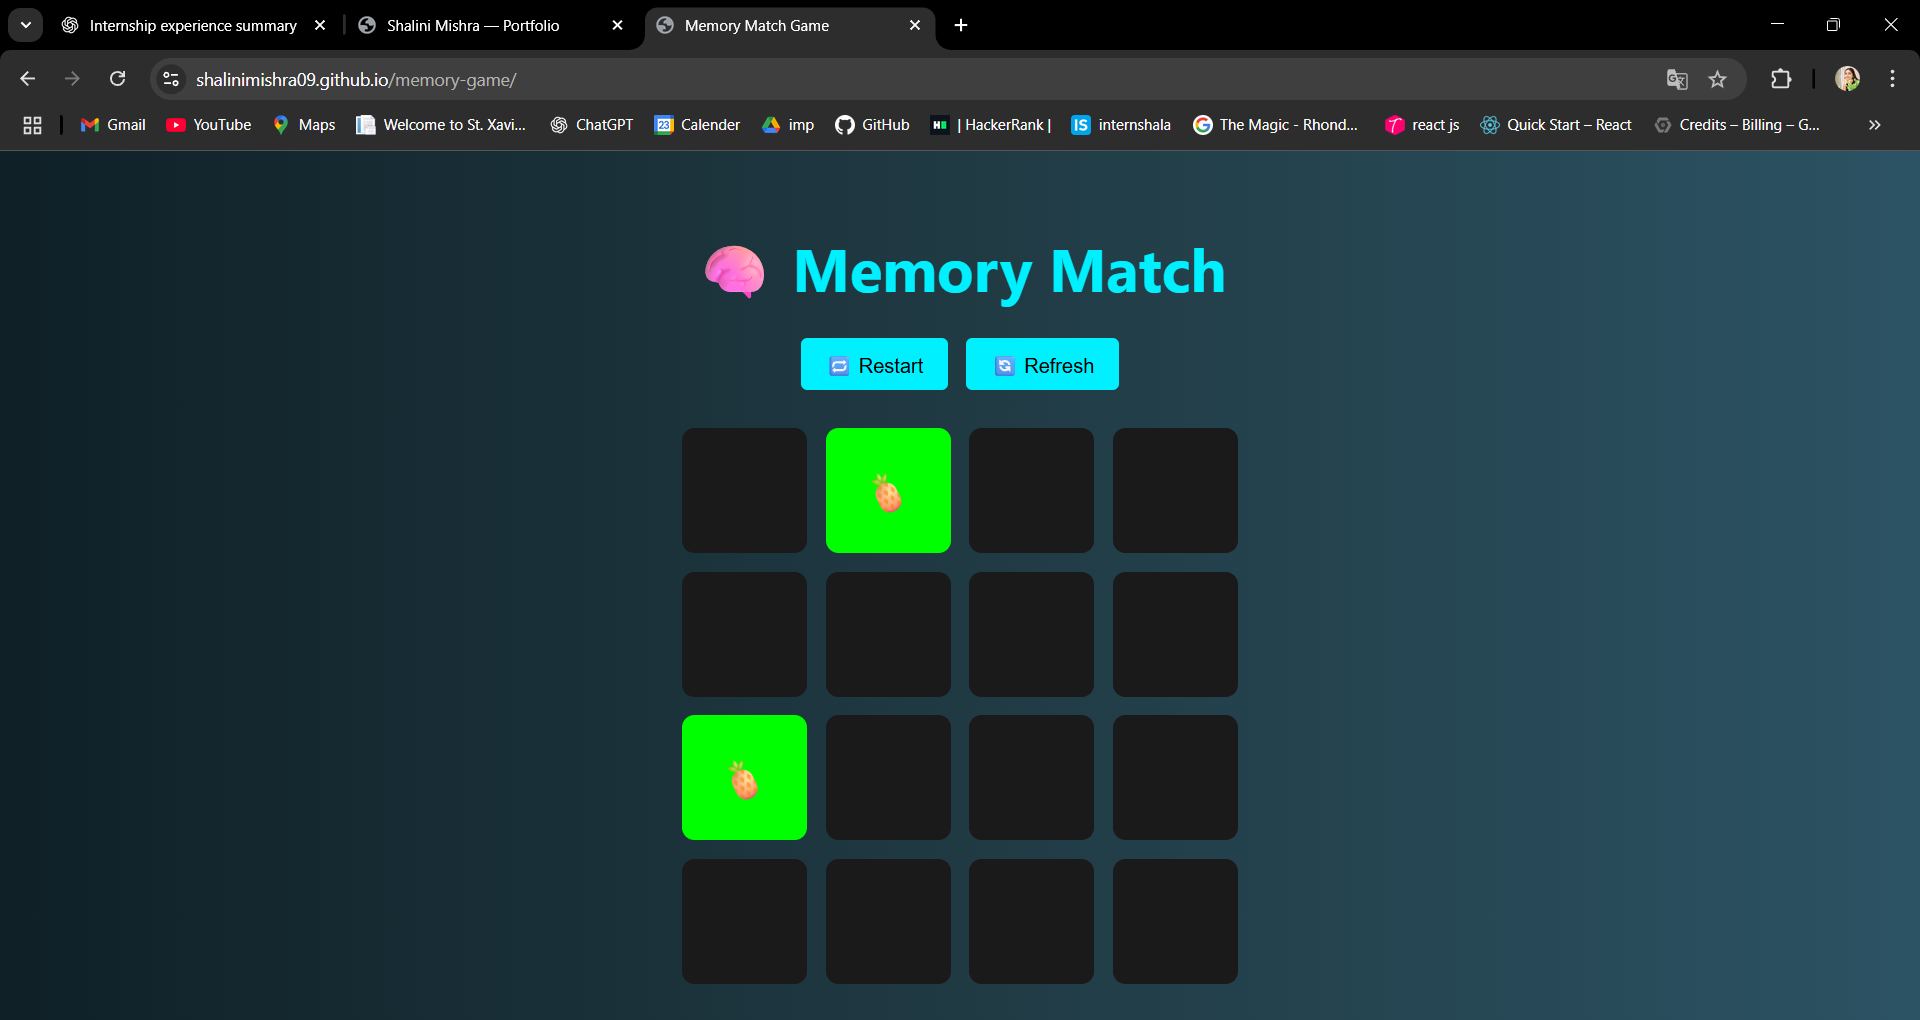 Internship experience summary
Shalini Mishra — Portfolio
Memory Match Game
shalinimishra09.github.io/memory-game/
Gmail YouTube Maps Welcome to St. Xavi... ChatGPT 23 Calender imp GitHub H | HackerRank | IS internshala The Magic - Rhond... react js Quick Start – React Credits – Billing – G...
Memory Match
Restart Refresh